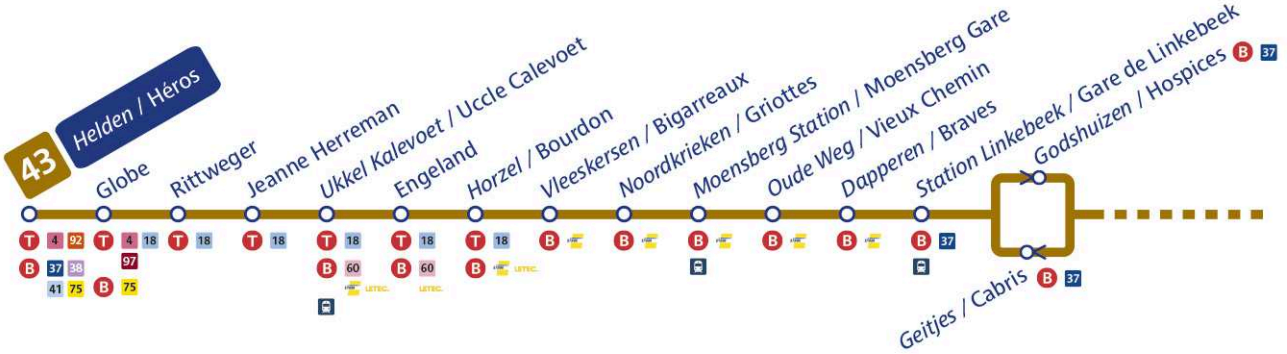 43
Helden / Héros
Globe
Rittweger
Jeanne Herreman
Ukkel Kalevoet / Uccle Calevoet
Engeland
Horzel / Bourdon
Vleeskersen / Bigarreaux
Noordkrieken / Griottes
Moensberg Station / Moensberg Gare
Oude Weg / Vieux Chemin
Dapperen / Braves
Station Linkebeek / Gare de Linkebeek
Godshuizen / Hospices B 37
T 4 92
B 37 38
41 75
T 4 18
97
B 75
T 18
T 18
T 18
B 60
LETEC.
T 18
B 60
LETEC.
T 18
B LETEC.
B
B
B
B
B
B 37
Geitjes / Cabris B 37